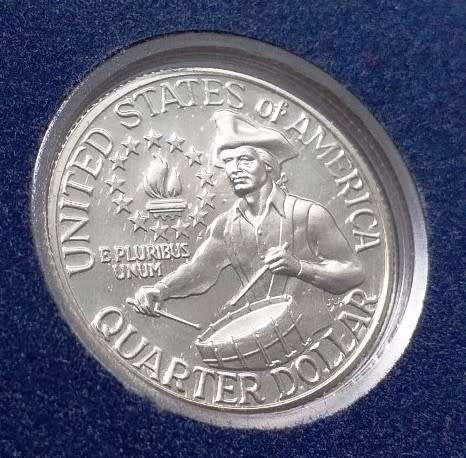 UNITED STATES of AMERICA
E·PLURIBUS
UNUM
QUARTER DOLLAR